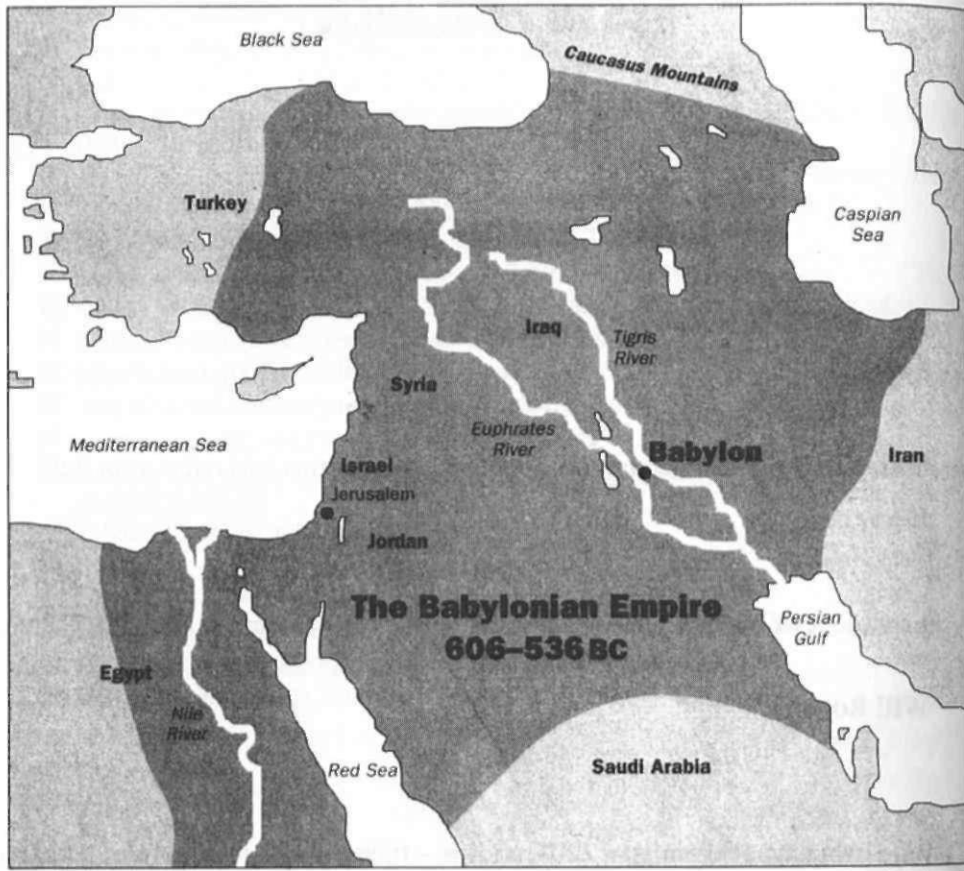 Black Sea
Caucasus Mountains
Turkey
Caspian
Sea
Iraq
Tigris
River
Syria
Euphrates
River
Mediterranean Sea
Babylon
Iran
Israel
Jerusalem
Jordan
The Babylonian Empire
606–536 BC
Persian
Gulf
Egypt
Nile
River
Red Sea
Saudi Arabia